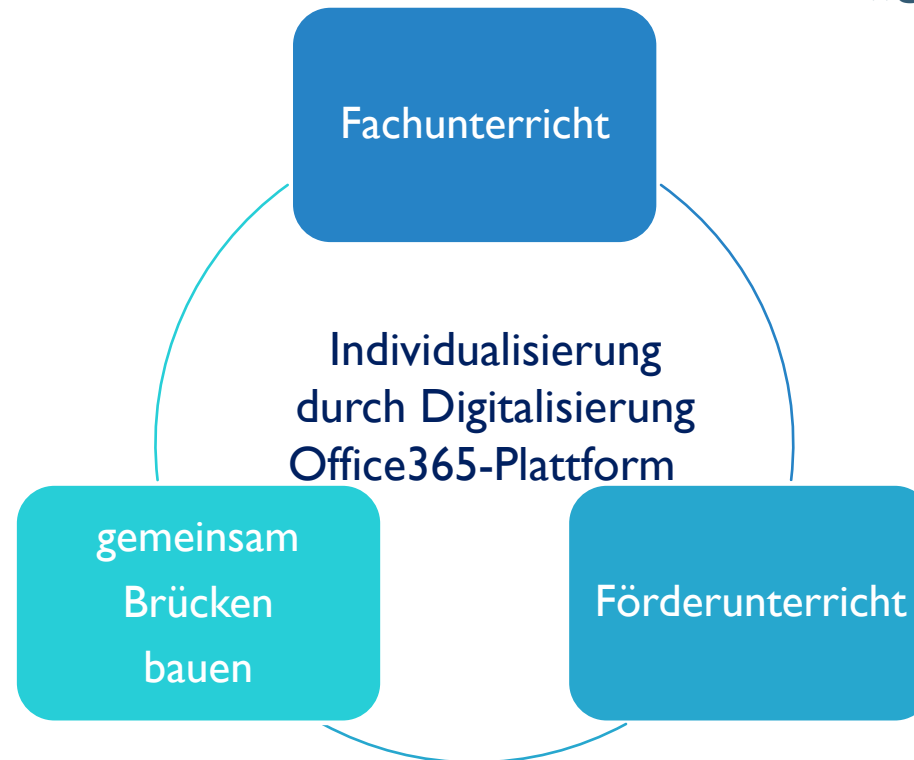 Fachunterricht
Individualisierung
durch Digitalisierung
Office365-Plattform
gemeinsam
Brücken
bauen
Förderunterricht